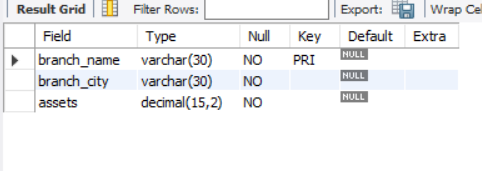 Result Grid Filter Rows: Export: Wrap Ce
Field Type Null Key Default Extra
branch_name varchar(30) NO PRI NULL
branch_city varchar(30) NO NULL
assets decimal(15,2) NO NULL